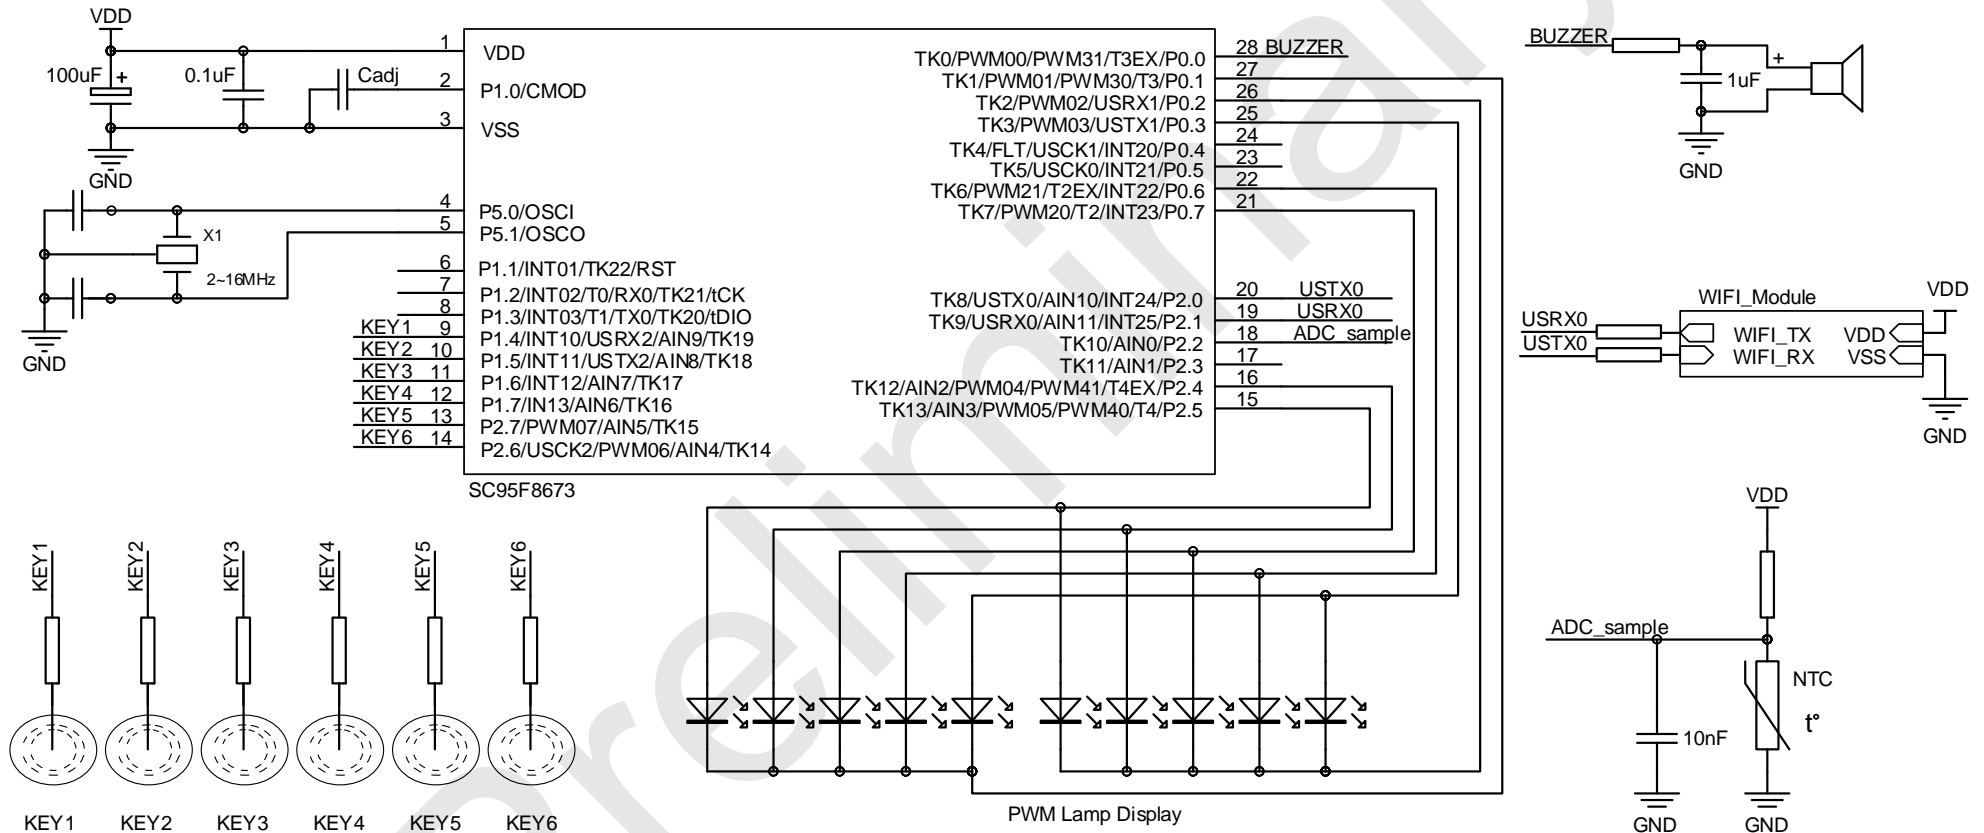 VDD
100uF +
0.1uF
Cadj
GND
X1
2~16MHz
GND
1 VDD
2 P1.0/CMOD
3 VSS
4 P5.0/OSCI
5 P5.1/OSCO
6 P1.1/INT01/TK22/RST
7 P1.2/INT02/T0/RX0/TK21/tCK
8 P1.3/INT03/T1/TX0/TK20/tDIO
KEY1 9 P1.4/INT10/USRX2/AIN9/TK19
KEY2 10 P1.5/INT11/USTX2/AIN8/TK18
KEY3 11 P1.6/INT12/AIN7/TK17
KEY4 12 P1.7/IN13/AIN6/TK16
KEY5 13 P2.7/PWM07/AIN5/TK15
KEY6 14 P2.6/USCK2/PWM06/AIN4/TK14
SC95F8673
TK0/PWM00/PWM31/T3EX/P0.0 28 BUZZER
TK1/PWM01/PWM30/T3/P0.1 27
TK2/PWM02/USRX1/P0.2 26
TK3/PWM03/USTX1/P0.3 25
TK4/FLT/USCK1/INT20/P0.4 24
TK5/USCK0/INT21/P0.5 23
TK6/PWM21/T2EX/INT22/P0.6 22
TK7/PWM20/T2/INT23/P0.7 21
TK8/USTX0/AIN10/INT24/P2.0 20 USTX0
TK9/USRX0/AIN11/INT25/P2.1 19 USRX0
TK10/AIN0/P2.2 18 ADC_sample
TK11/AIN1/P2.3 17
TK12/AIN2/PWM04/PWM41/T4EX/P2.4 16
TK13/AIN3/PWM05/PWM40/T4/P2.5 15
BUZZER
+
1uF
GND
WIFI_Module
VDD
USRX0 WIFI_TX VDD
USTX0 WIFI_RX VSS
GND
VDD
ADC_sample
NTC
t°
10nF
GND GND
KEY1 KEY2 KEY3 KEY4 KEY5 KEY6
KEY1 KEY2 KEY3 KEY4 KEY5 KEY6
PWM Lamp Display
Preliminary